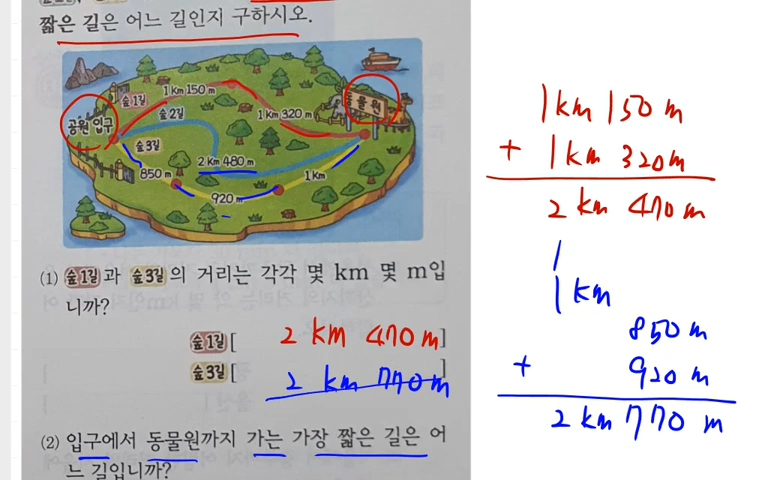 짧은 길은 어느 길인지 구하시오.
숲1길
1 Km 150 m
숲2길
1 Km 320 m
동물원
공원 입구
숲3길
2 Km 480 m
850 m
1 Km
920 m
(1) 숲1길과 숲3길의 거리는 각각 몇 km 몇 m입
니까?
숲1길 [ 2 km 470 m ]
숲3길 [ 2 km 770 m ]
(2) 입구에서 동물원까지 가는 가장 짧은 길은 어
느 길입니까?
1 km 150 m
+ 1 km 320 m
2 km 470 m
1
1 km
850 m
+ 920 m
2 km 770 m